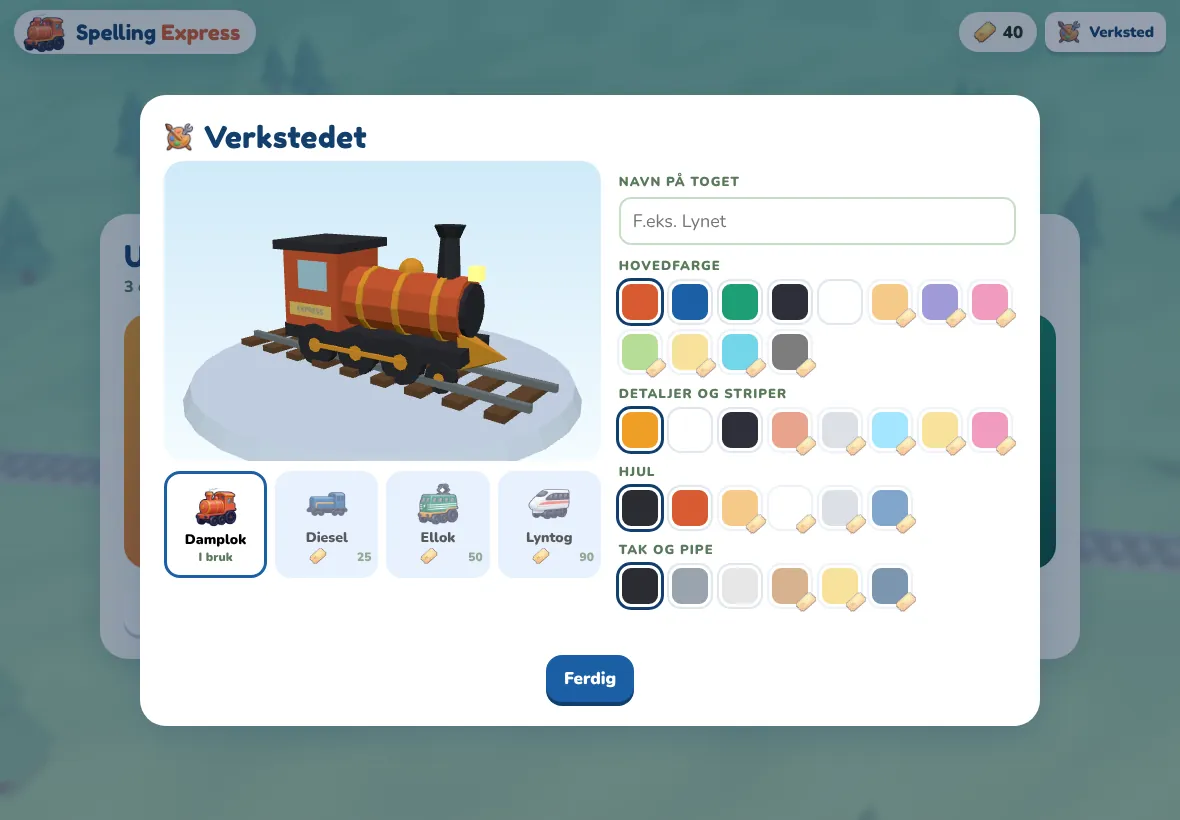 Spelling Express
40
Verksted
Verkstedet
EXPRESS
NAVN PÅ TOGET
F.eks. Lynet
HOVEDFARGE
DETALJER OG STRIPER
HJUL
TAK OG PIPE
Damplok
I bruk
Diesel
25
Ellok
50
Lyntog
90
Ferdig